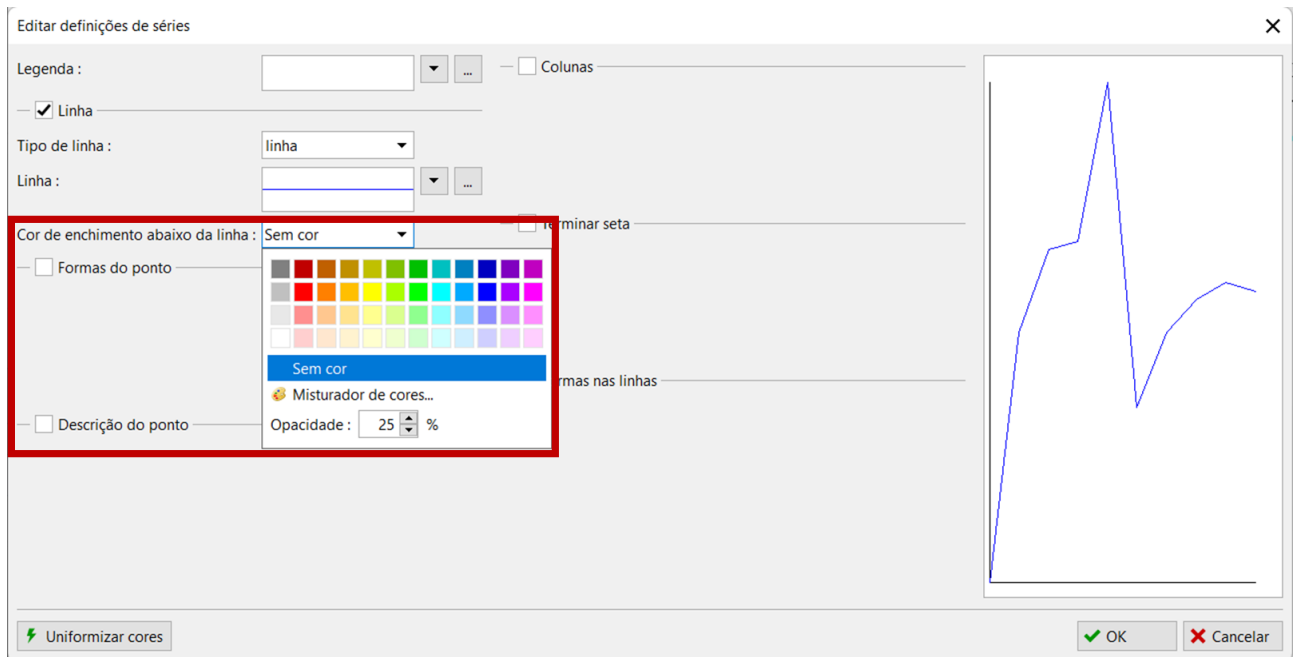 Editar definições de séries
Legenda :
...
Colunas
Linha
Tipo de linha :
linha
Linha :
...
Cor de enchimento abaixo da linha :
Sem cor
Terminar seta
Formas do ponto
Sem cor
Misturador de cores...
rmas nas linhas
Descrição do ponto
Opacidade :
25
%
Uniformizar cores
OK
Cancelar